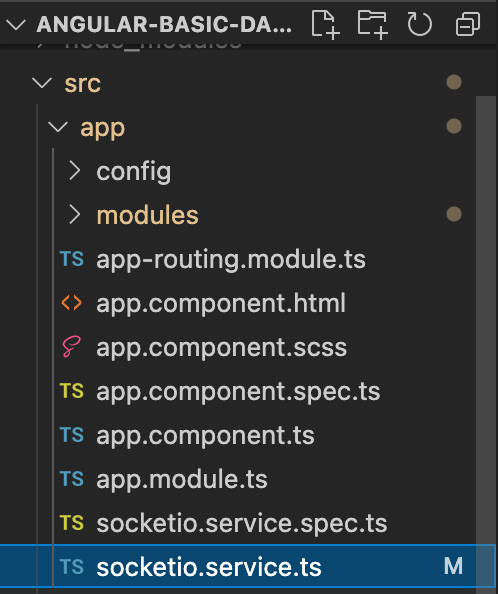 ANGULAR-BASIC-DA...
node_modules
src
app
config
modules
TS app-routing.module.ts
<> app.component.html
app.component.scss
TS app.component.spec.ts
TS app.component.ts
TS app.module.ts
TS socketio.service.spec.ts
TS socketio.service.ts M